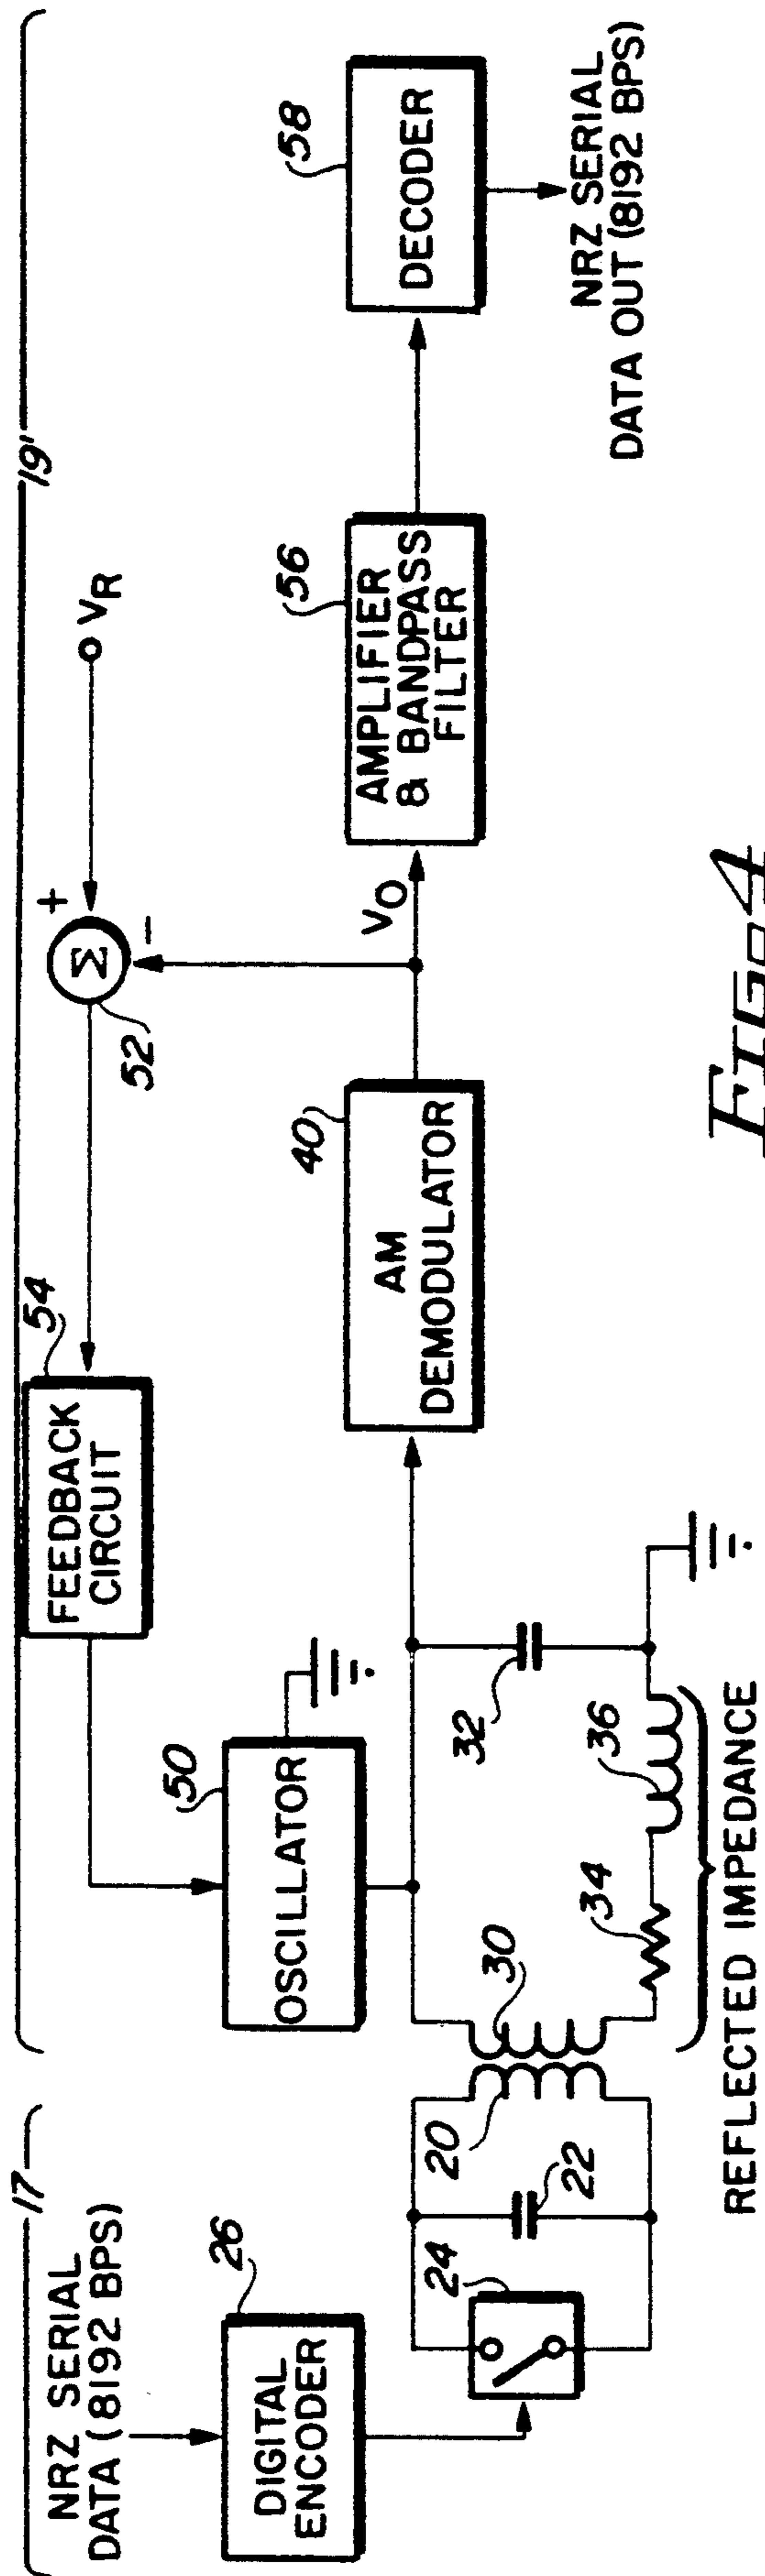 17
19'
NRZ SERIAL
DATA (8192 BPS)
26
DIGITAL
ENCODER
24
22
20
30
34
36
REFLECTED IMPEDANCE
32
50
OSCILLATOR
54
FEEDBACK
CIRCUIT
52
Σ
+
-
VR
40
AM
DEMODULATOR
VO
56
AMPLIFIER
& BANDPASS
FILTER
58
DECODER
NRZ SERIAL
DATA OUT (8192 BPS)
FIG. 4